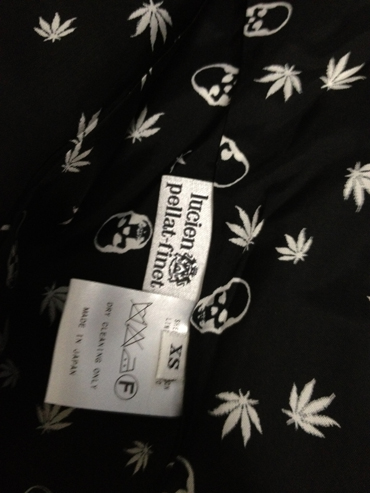 lucien
pellat-finet
XS
F
DRY CLEANING ONLY
MADE IN JAPAN